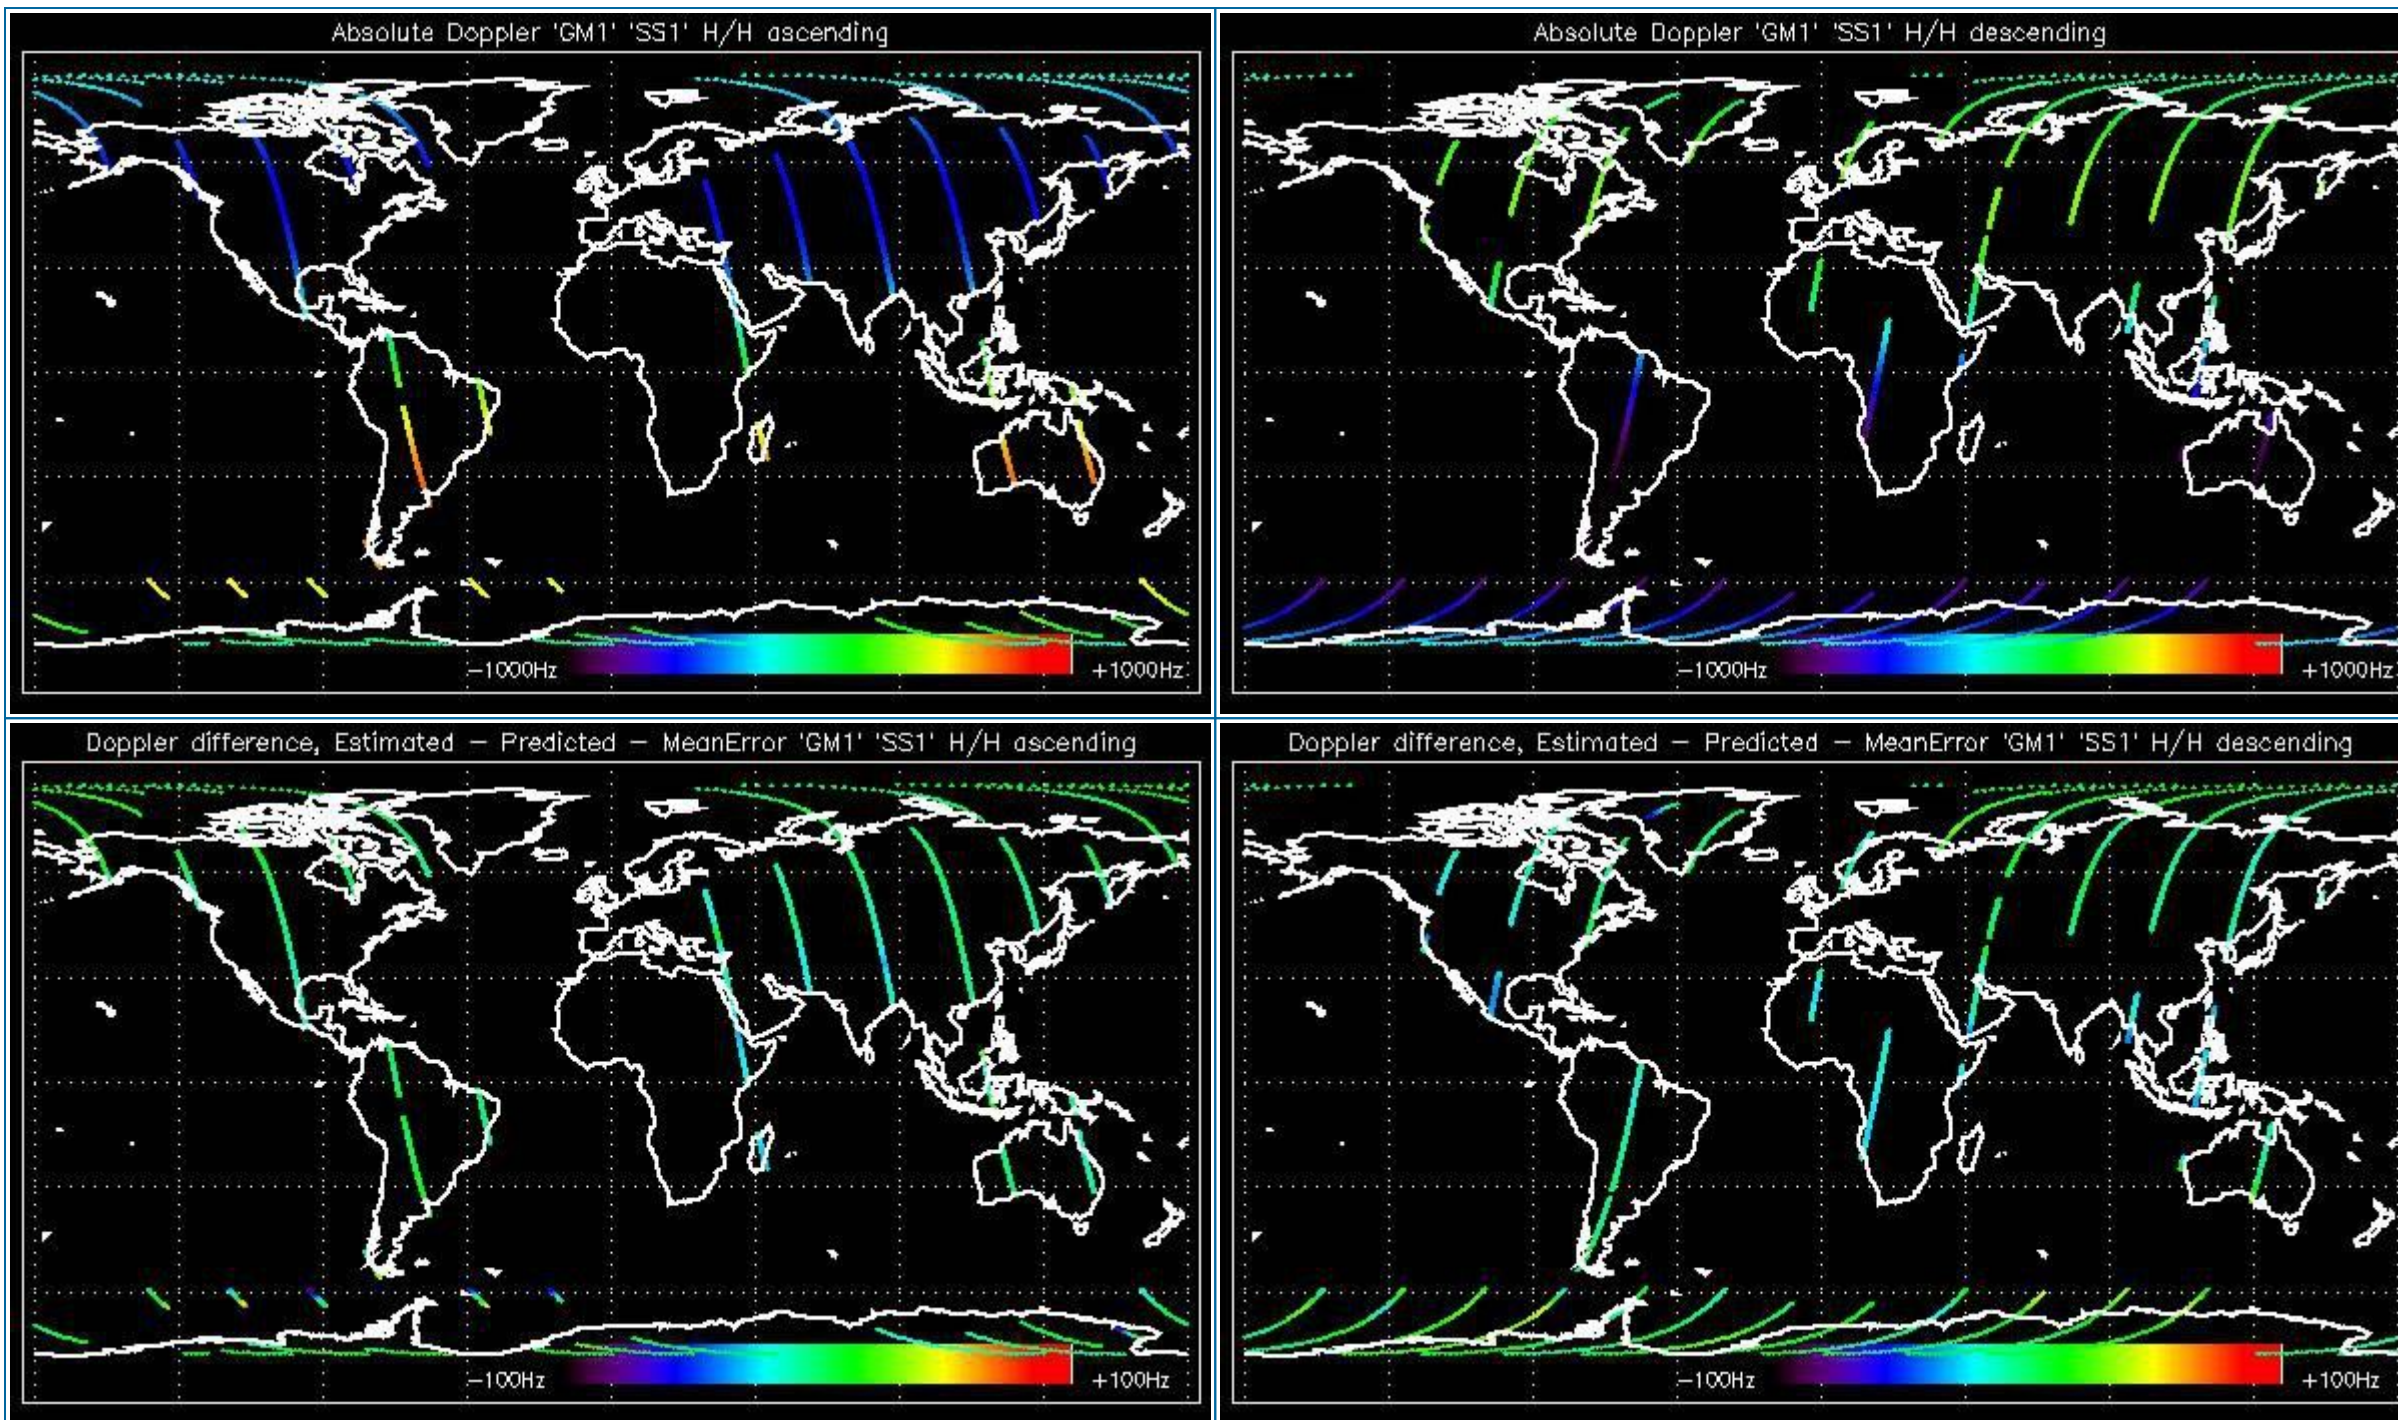 Absolute Doppler 'GM1' 'SS1' H/H ascending
−1000Hz
+1000Hz
Absolute Doppler 'GM1' 'SS1' H/H descending
−1000Hz
+1000Hz
Doppler difference, Estimated − Predicted − MeanError 'GM1' 'SS1' H/H ascending
−100Hz
+100Hz
Doppler difference, Estimated − Predicted − MeanError 'GM1' 'SS1' H/H descending
−100Hz
+100Hz